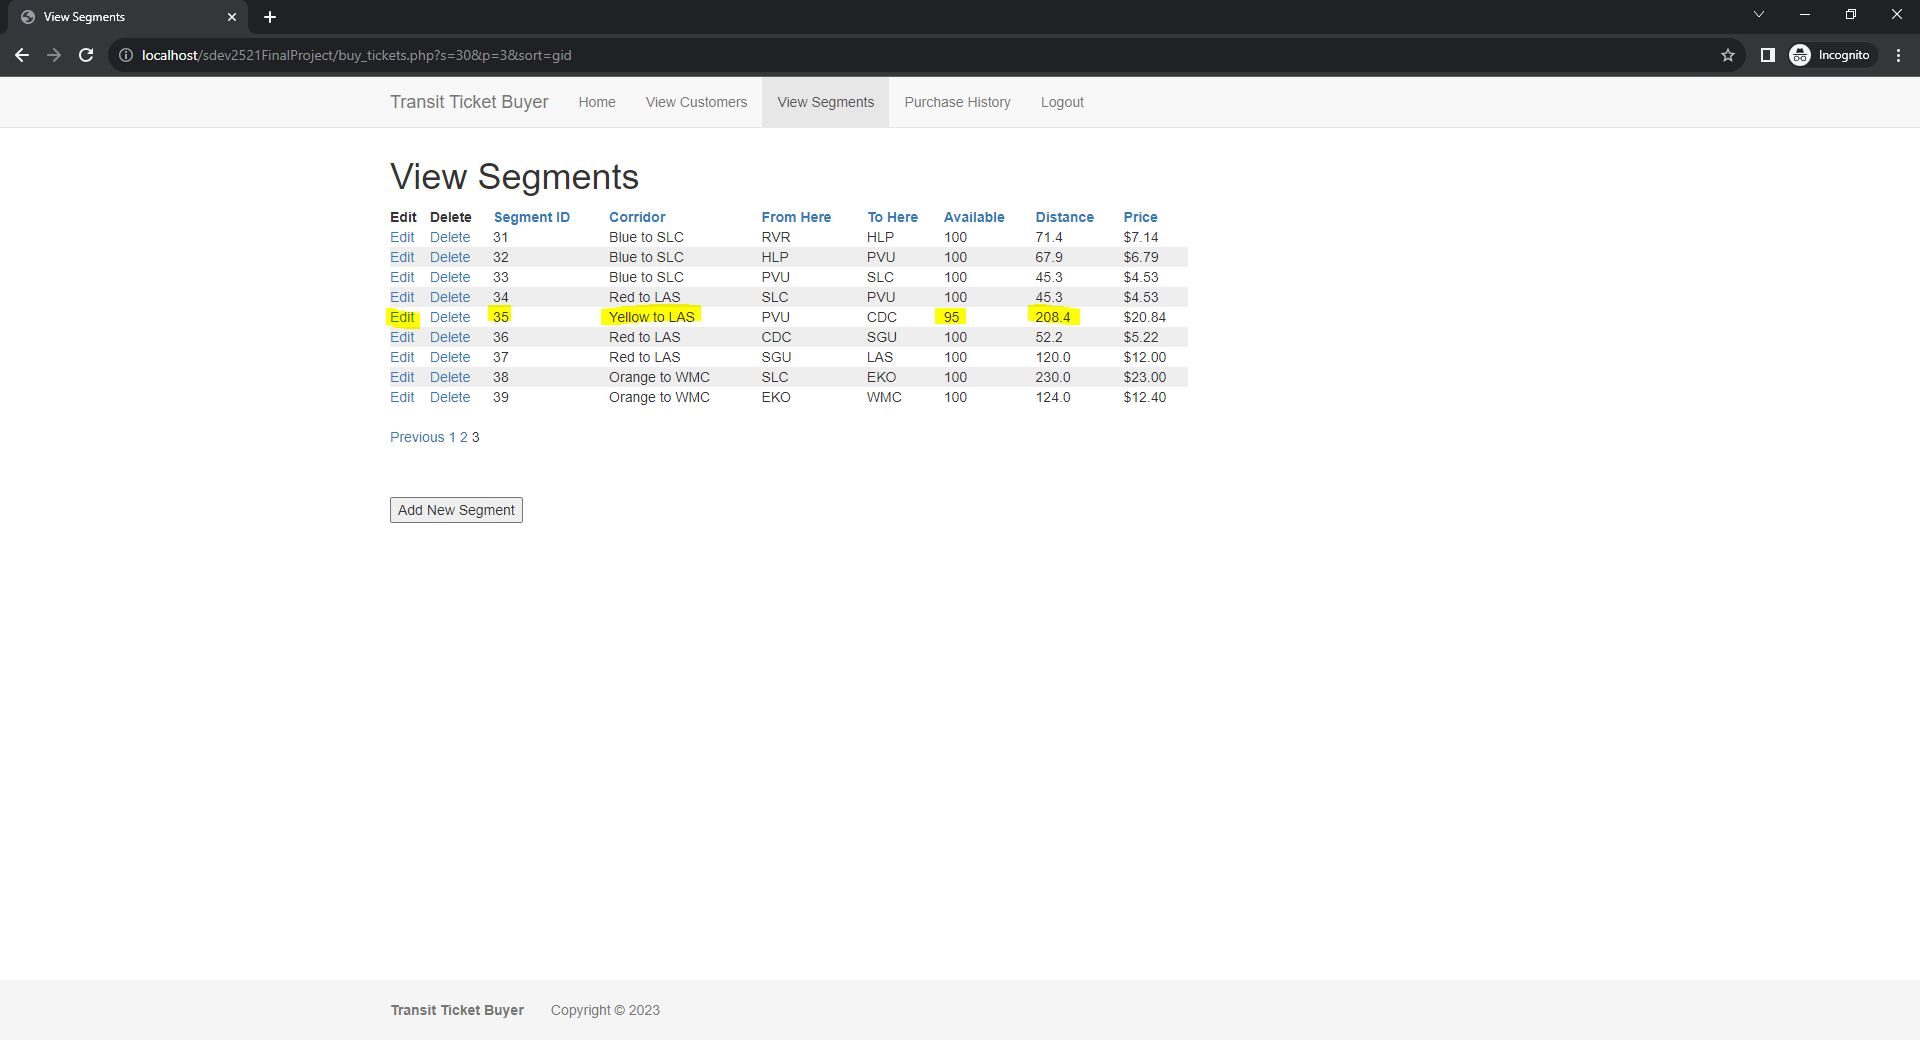 View Segments
localhost/sdev2521FinalProject/buy_tickets.php?s=30&p=3&sort=gid
Incognito
Transit Ticket Buyer Home View Customers View Segments Purchase History Logout
View Segments
Edit Delete Segment ID Corridor From Here To Here Available Distance Price
Edit Delete 31 Blue to SLC RVR HLP 100 71.4 $7.14
Edit Delete 32 Blue to SLC HLP PVU 100 67.9 $6.79
Edit Delete 33 Blue to SLC PVU SLC 100 45.3 $4.53
Edit Delete 34 Red to LAS SLC PVU 100 45.3 $4.53
Edit Delete 35 Yellow to LAS PVU CDC 95 208.4 $20.84
Edit Delete 36 Red to LAS CDC SGU 100 52.2 $5.22
Edit Delete 37 Red to LAS SGU LAS 100 120.0 $12.00
Edit Delete 38 Orange to WMC SLC EKO 100 230.0 $23.00
Edit Delete 39 Orange to WMC EKO WMC 100 124.0 $12.40
Previous 1 2 3
Add New Segment
Transit Ticket Buyer Copyright © 2023